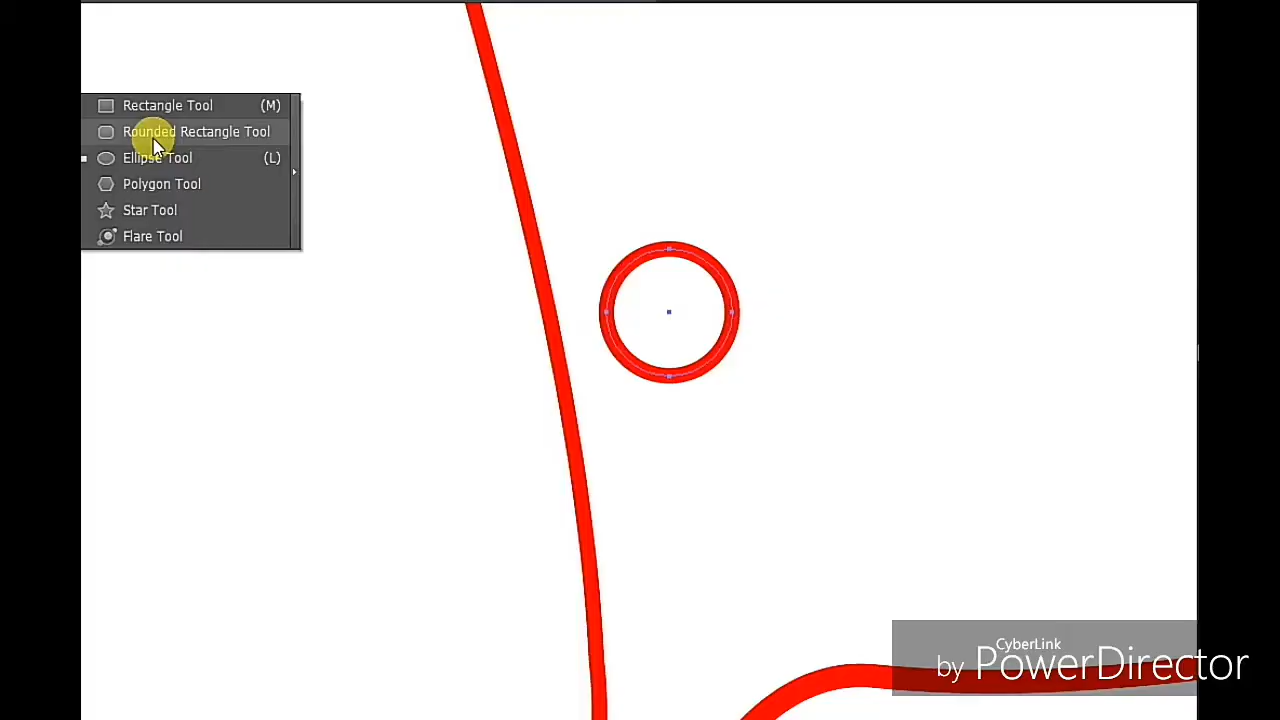 Rectangle Tool (M)
Rounded Rectangle Tool
Ellipse Tool (L)
Polygon Tool
Star Tool
Flare Tool
CyberLink
by PowerDirector